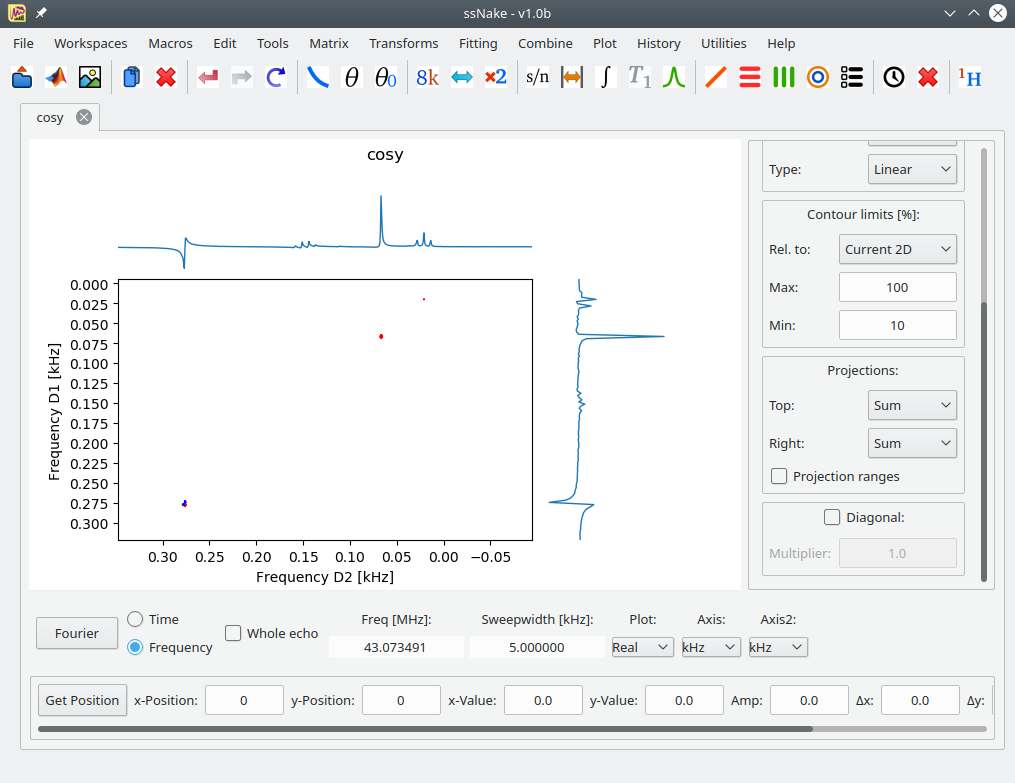 ssNake - v1.0b
File Workspaces Macros Edit Tools Matrix Transforms Fitting Combine Plot History Utilities Help
θ θ0 8k ×2 s/n ∫ T1 1H
cosy
cosy
0.000
0.025
0.050
0.075
0.100
0.125
0.150
0.175
0.200
0.225
0.250
0.275
0.300
Frequency D1 [kHz]
0.30 0.25 0.20 0.15 0.10 0.05 0.00 −0.05
Frequency D2 [kHz]
Type: Linear
Contour limits [%]:
Rel. to: Current 2D
Max: 100
Min: 10
Projections:
Top: Sum
Right: Sum
Projection ranges
Diagonal:
Multiplier: 1.0
Time Freq [MHz]: Sweepwidth [kHz]: Plot: Axis: Axis2:
Fourier Whole echo
Frequency 43.073491 5.000000 Real kHz kHz
Get Position x-Position: 0 y-Position: 0 x-Value: 0.0 y-Value: 0.0 Amp: 0.0 Δx: 0.0 Δy: